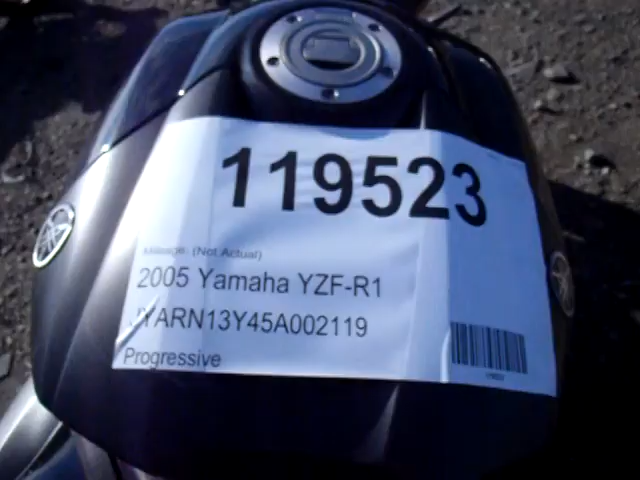 119523
Mileage: (Not Actual)
2005 Yamaha YZF-R1
JYARN13Y45A002119
Progressive